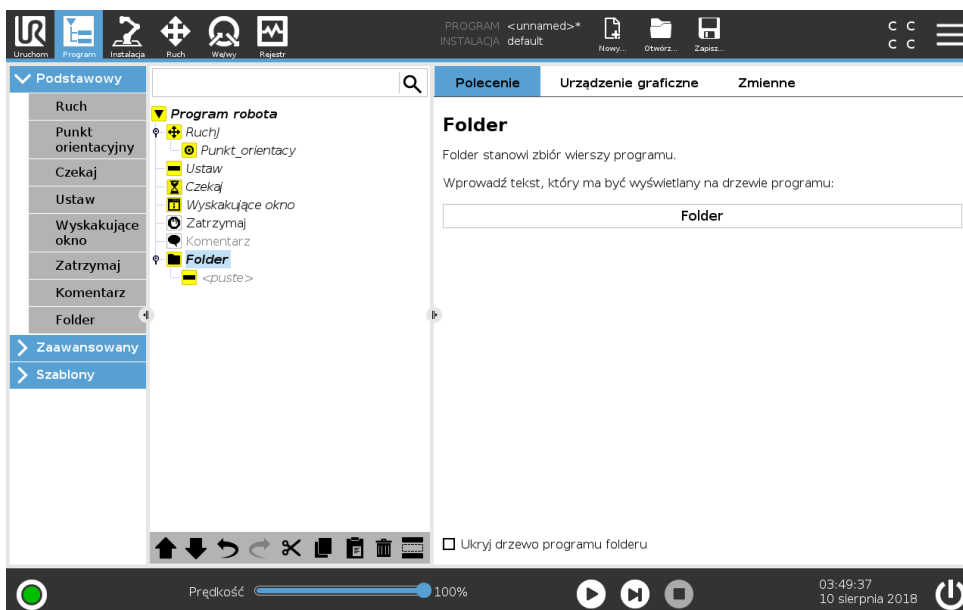 PROGRAM <unnamed>*
INSTALACJA default
Uruchom Program Instalacja Ruch We/wy Rejestr Nowy... Otwórz... Zapisz...
C C
C C
Podstawowy
Ruch
Punkt
orientacyjny
Czekaj
Ustaw
Wyskakujące
okno
Zatrzymaj
Komentarz
Folder
Zaawansowany
Szablony
Program robota
RuchJ
Punkt_orientacy
Ustaw
Czekaj
Wyskakujące okno
Zatrzymaj
Komentarz
Folder
<puste>
Polecenie Urządzenie graficzne Zmienne
Folder
Folder stanowi zbiór wierszy programu.
Wprowadź tekst, który ma być wyświetlany na drzewie programu:
Folder
Ukryj drzewo programu folderu
Prędkość 100%
03:49:37
10 sierpnia 2018